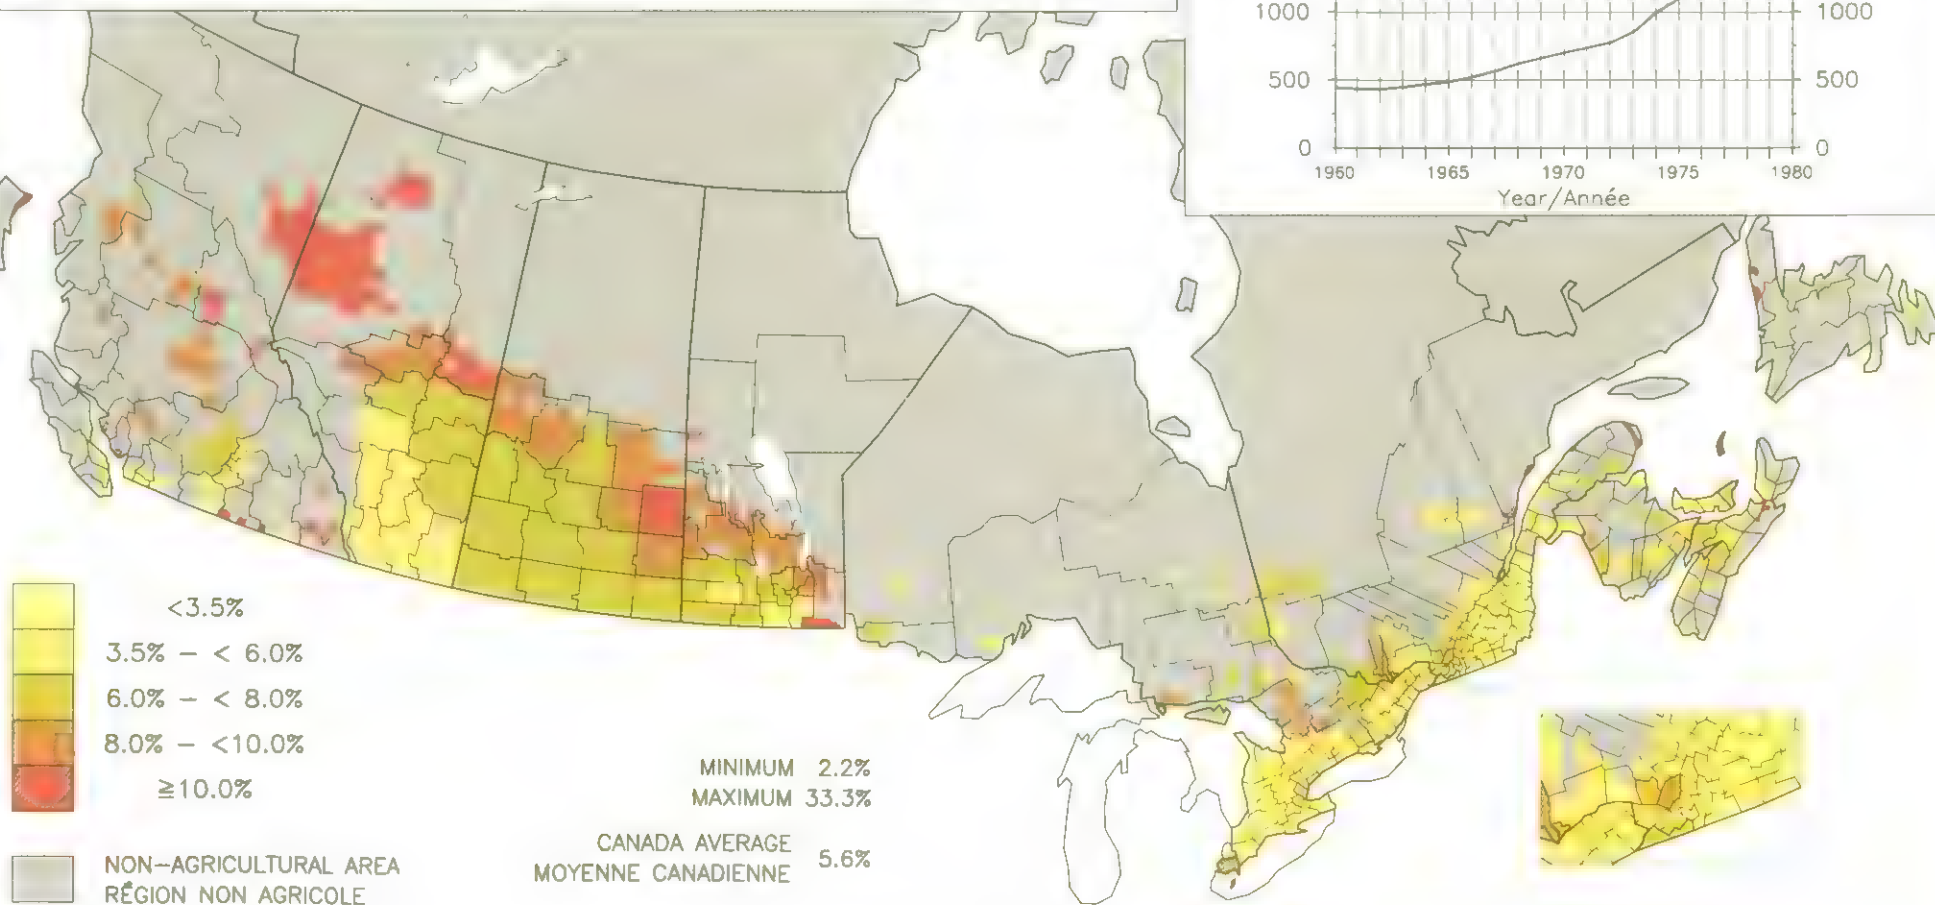 1000 1000
500 500
0 0
1960 1965 1970 1975 1980
Year/Année
<3.5%
3.5% - < 6.0%
6.0% - < 8.0%
8.0% - <10.0%
≧10.0%
NON-AGRICULTURAL AREA
RÉGION NON AGRICOLE
MINIMUM 2.2%
MAXIMUM 33.3%
CANADA AVERAGE
MOYENNE CANADIENNE
5.6%